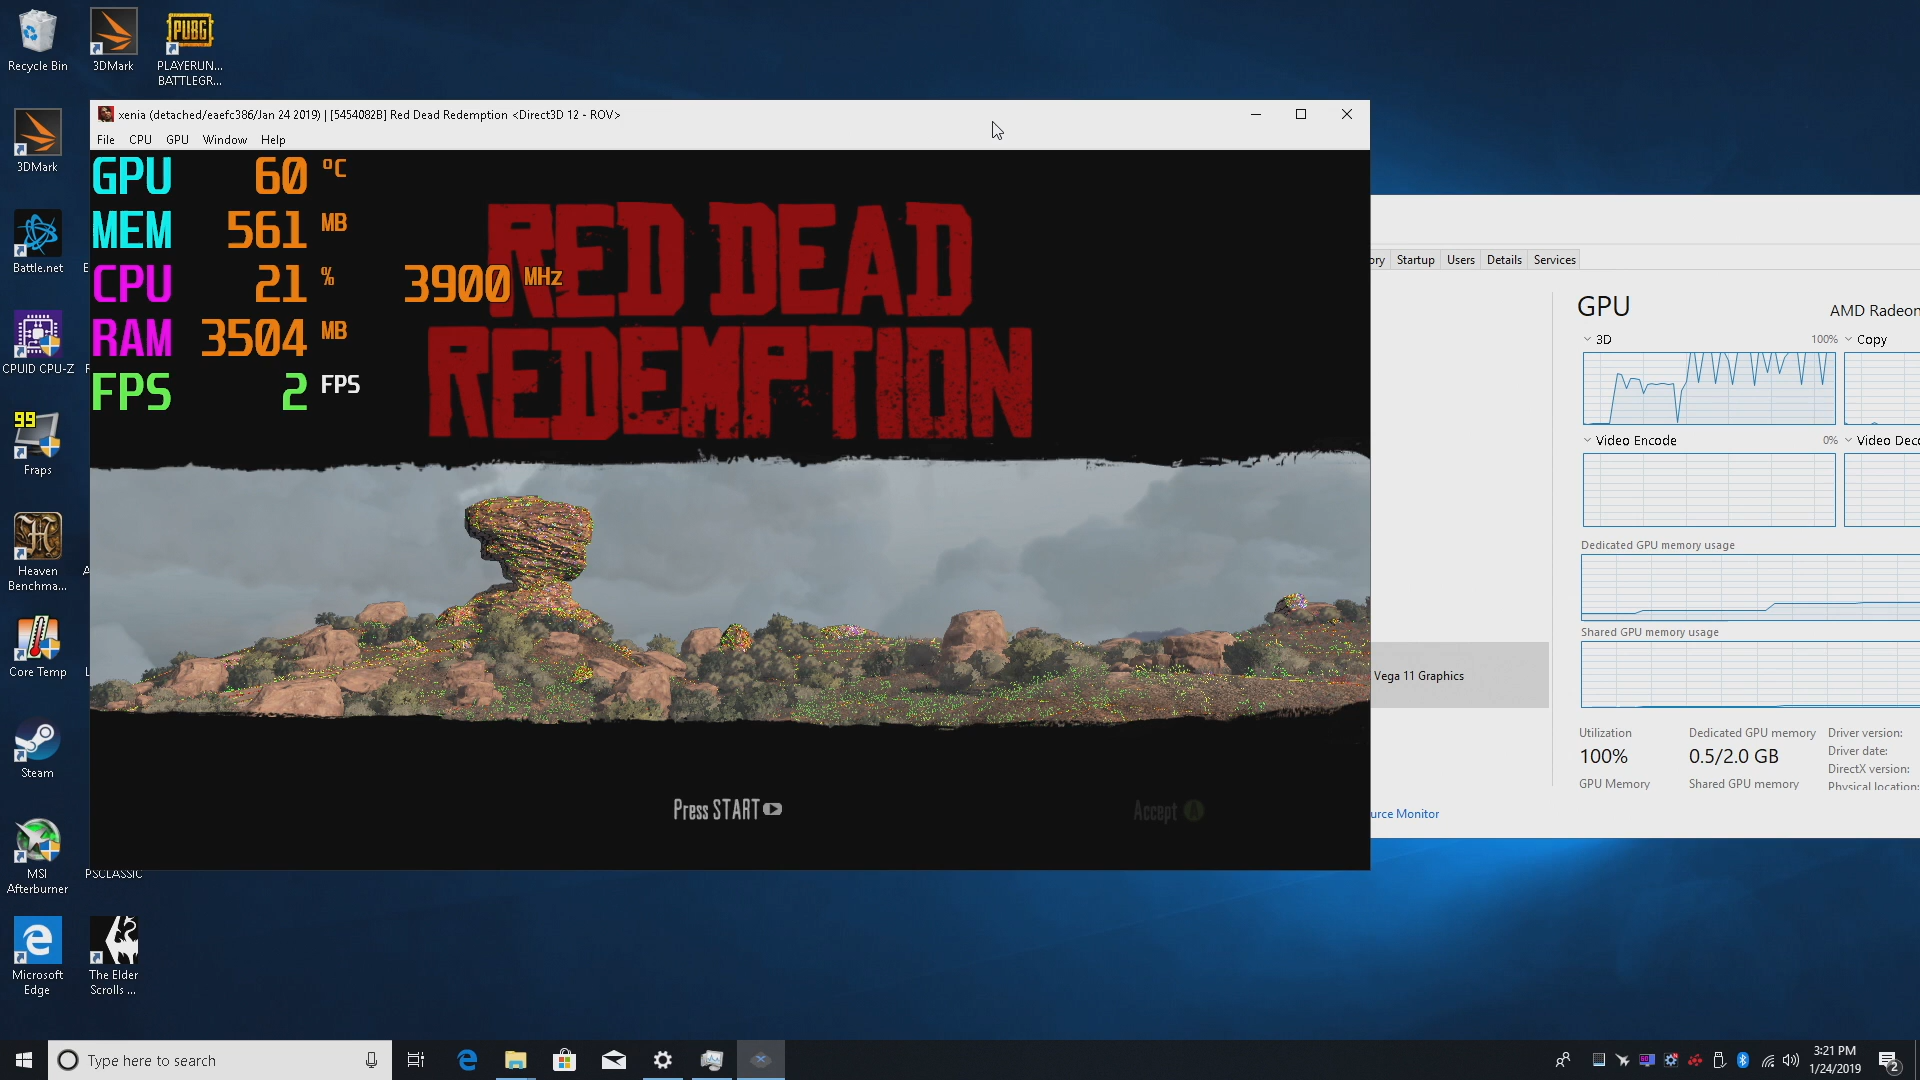 Recycle Bin
3DMark
PUBG
PLAYERUN...
BATTLEGR...
3DMark
Battle.net
E
CPUID CPU-Z
F
99
Fraps
Heaven
Benchma...
A
Core Temp
L
Steam
MSI
Afterburner
PSCLASSIC
Microsoft
Edge
The Elder
Scrolls ...
xenia (detached/eaefc386/Jan 24 2019) | [5454082B] Red Dead Redemption <Direct3D 12 - ROV>
File CPU GPU Window Help
GPU 60 °C
MEM 561 MB
CPU 21 % 3900 MHz
RAM 3504 MB
FPS 2 FPS
RED DEAD
REDEMPTION
Press START
Accept A
ory Startup Users Details Services
GPU
AMD Radeon
3D 100% Copy
Video Encode 0% Video Deco
Dedicated GPU memory usage
Shared GPU memory usage
Vega 11 Graphics
Utilization Dedicated GPU memory Driver version:
100% 0.5/2.0 GB Driver date:
DirectX version:
GPU Memory Shared GPU memory Physical location:
urce Monitor
Type here to search
3:21 PM
1/24/2019
2